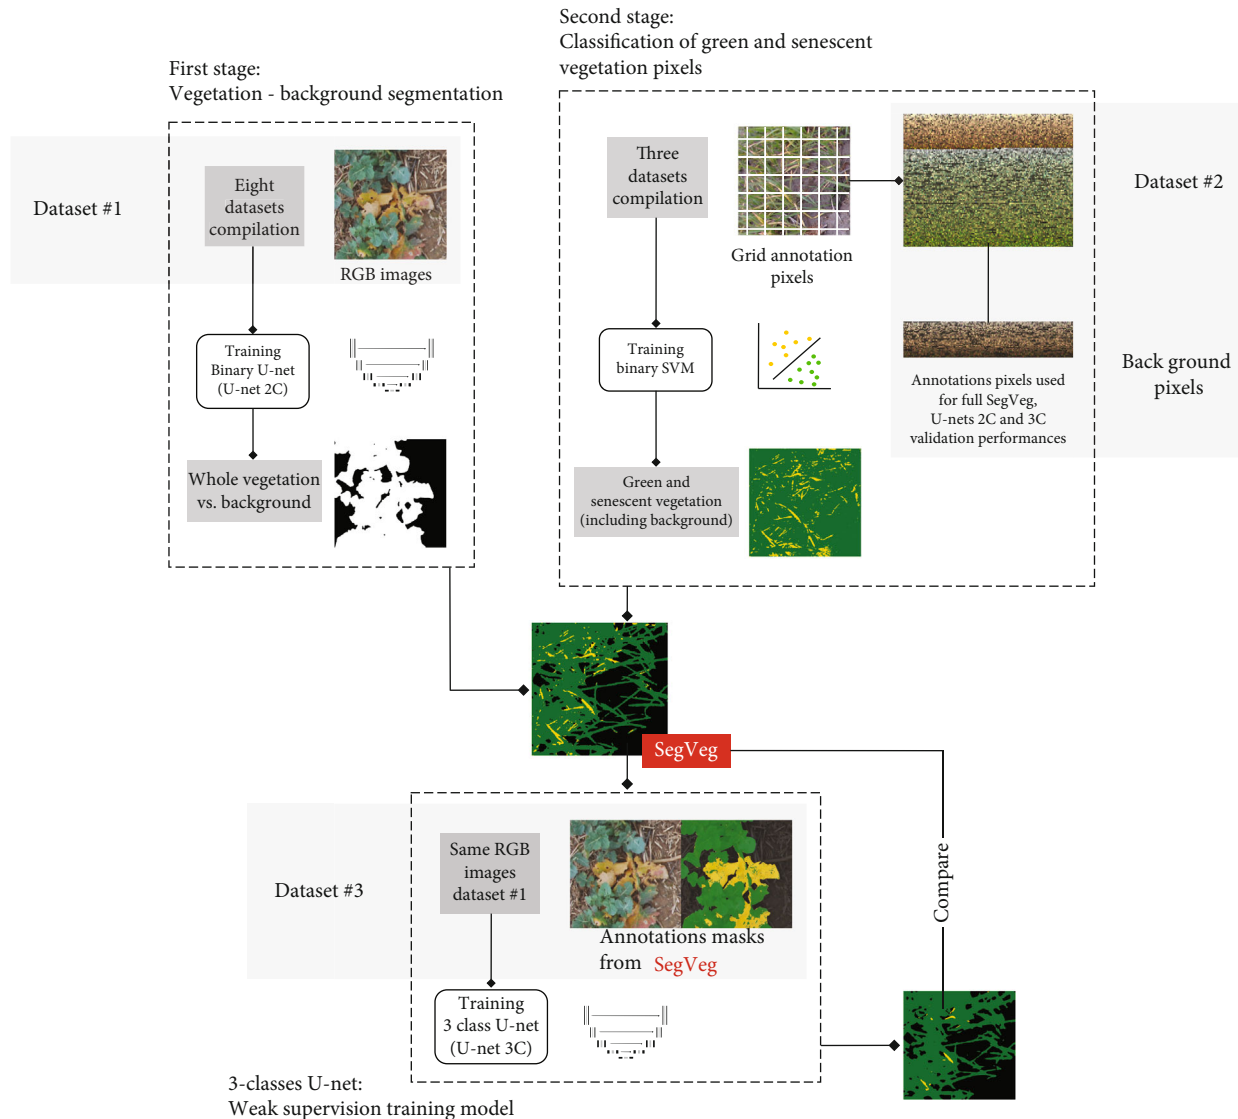 First stage:
Vegetation - background segmentation
Dataset #1
Eight
datasets
compilation
RGB images
Training
Binary U-net
(U-net 2C)
Whole vegetation
vs. background
Second stage:
Classification of green and senescent
vegetation pixels
Three
datasets
compilation
Grid annotation
pixels
Dataset #2
Training
binary SVM
Annotations pixels used
for full SegVeg,
U-nets 2C and 3C
validation performances
Back ground
pixels
Green and
senescent vegetation
(including background)
SegVeg
Dataset #3
Same RGB
images
dataset #1
Annotations masks
from SegVeg
Training
3 class U-net
(U-net 3C)
Compare
3-classes U-net:
Weak supervision training model